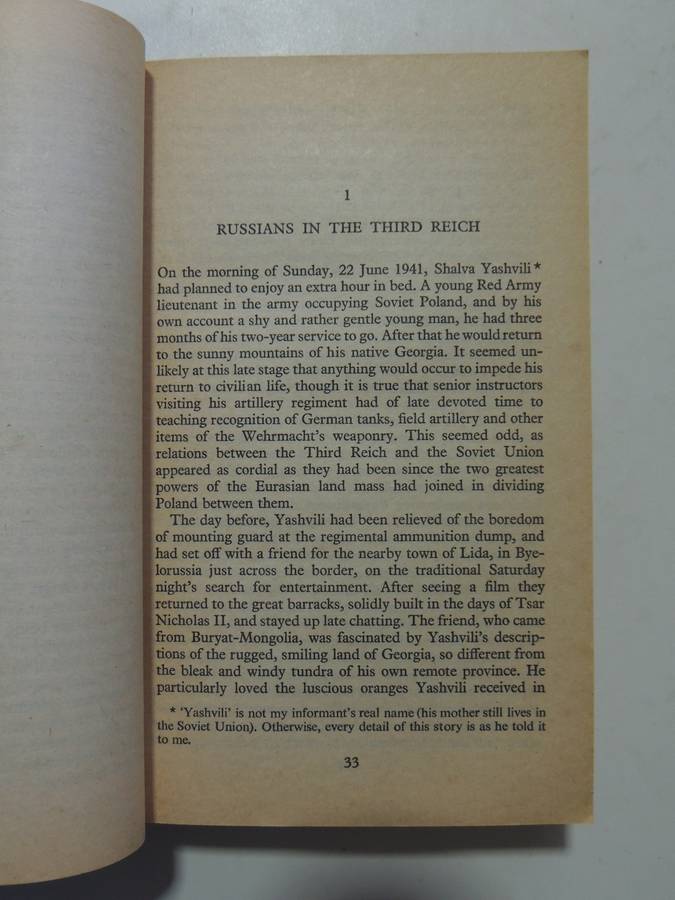 1
RUSSIANS IN THE THIRD REICH
On the morning of Sunday, 22 June 1941, Shalva Yashvili*
had planned to enjoy an extra hour in bed. A young Red Army
lieutenant in the army occupying Soviet Poland, and by his
own account a shy and rather gentle young man, he had three
months of his two-year service to go. After that he would return
to the sunny mountains of his native Georgia. It seemed un-
likely at this late stage that anything would occur to impede his
return to civilian life, though it is true that senior instructors
visiting his artillery regiment had of late devoted time to
teaching recognition of German tanks, field artillery and other
items of the Wehrmacht's weaponry. This seemed odd, as
relations between the Third Reich and the Soviet Union
appeared as cordial as they had been since the two greatest
powers of the Eurasian land mass had joined in dividing
Poland between them.
The day before, Yashvili had been relieved of the boredom
of mounting guard at the regimental ammunition dump, and
had set off with a friend for the nearby town of Lida, in Bye-
lorussia just across the border, on the traditional Saturday
night's search for entertainment. After seeing a film they
returned to the great barracks, solidly built in the days of Tsar
Nicholas II, and stayed up late chatting. The friend, who came
from Buryat-Mongolia, was fascinated by Yashvili's descrip-
tions of the rugged, smiling land of Georgia, so different from
the bleak and windy tundra of his own remote province. He
particularly loved the luscious oranges Yashvili received in
* 'Yashvili' is not my informant's real name (his mother still lives in
the Soviet Union). Otherwise, every detail of this story is as he told it
to me.
33